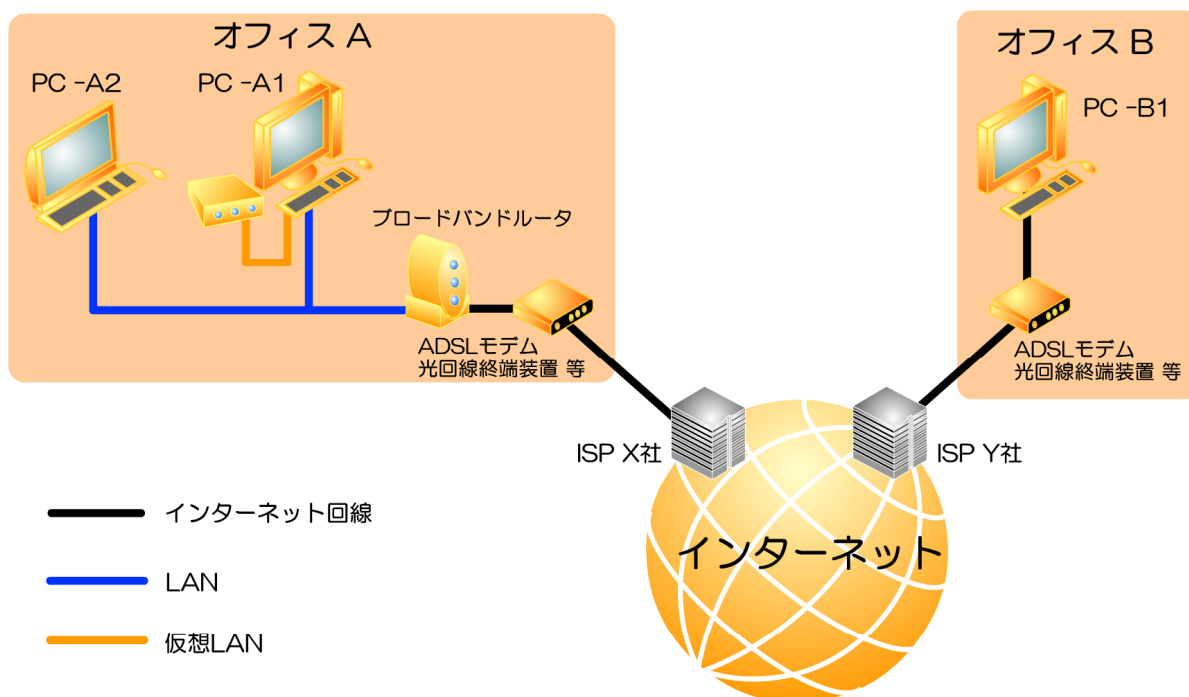 オフィス A
PC -A2
PC -A1
ブロードバンドルータ
ADSLモデム
光回線終端装置 等
オフィス B
PC -B1
ADSLモデム
光回線終端装置 等
ISP X社
ISP Y社
インターネット
インターネット回線
LAN
仮想LAN